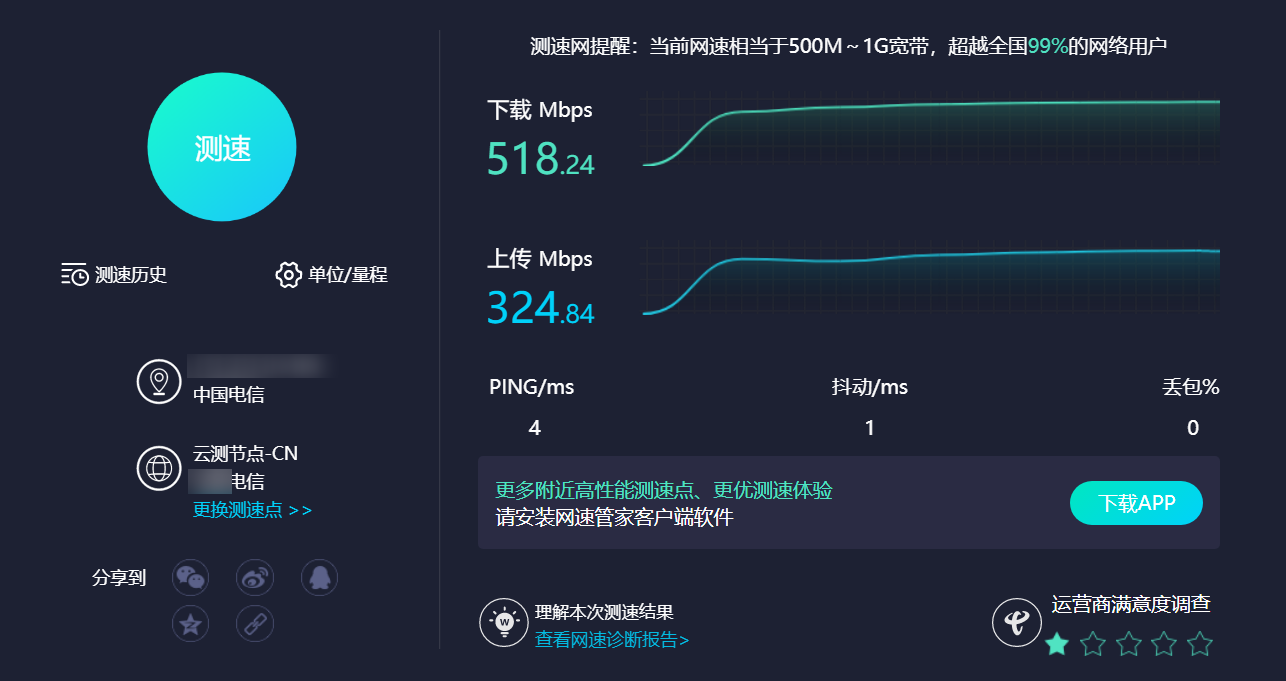 测速
测速历史
单位/量程
中国电信
云测节点-CN
电信
更换测速点 >>
分享到
测速网提醒：当前网速相当于500M～1G宽带，超越全国99%的网络用户
下载 Mbps
518.24
上传 Mbps
324.84
PING/ms
抖动/ms
丢包%
4
1
0
更多附近高性能测速点、更优测速体验
请安装网速管家客户端软件
下载APP
W
理解本次测速结果
查看网速诊断报告>
运营商满意度调查